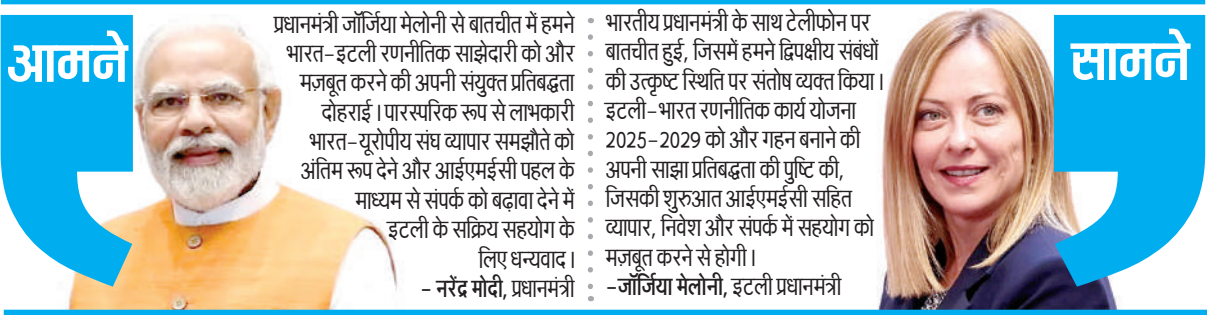 आमने
प्रधानमंत्री जॉर्जिया मेलोनी से बातचीत में हमने
भारत-इटली रणनीतिक साझेदारी को और
मज़बूत करने की अपनी संयुक्त प्रतिबद्धता
दोहराई । पारस्परिक रूप से लाभकारी
भारत-यूरोपीय संघ व्यापार समझौते को
अंतिम रूप देने और आईएमईसी पहल के
माध्यम से संपर्क को बढ़ावा देने में
इटली के सक्रिय सहयोग के
लिए धन्यवाद ।
- नरेंद्र मोदी, प्रधानमंत्री
भारतीय प्रधानमंत्री के साथ टेलीफोन पर
बातचीत हुई, जिसमें हमने द्विपक्षीय संबंधों
की उत्कृष्ट स्थिति पर संतोष व्यक्त किया ।
इटली-भारत रणनीतिक कार्य योजना
2025-2029 को और गहन बनाने की
अपनी साझा प्रतिबद्धता की पुष्टि की,
जिसकी शुरुआत आईएमईसी सहित
व्यापार, निवेश और संपर्क में सहयोग को
मज़बूत करने से होगी ।
-जॉर्जिया मेलोनी, इटली प्रधानमंत्री
सामने